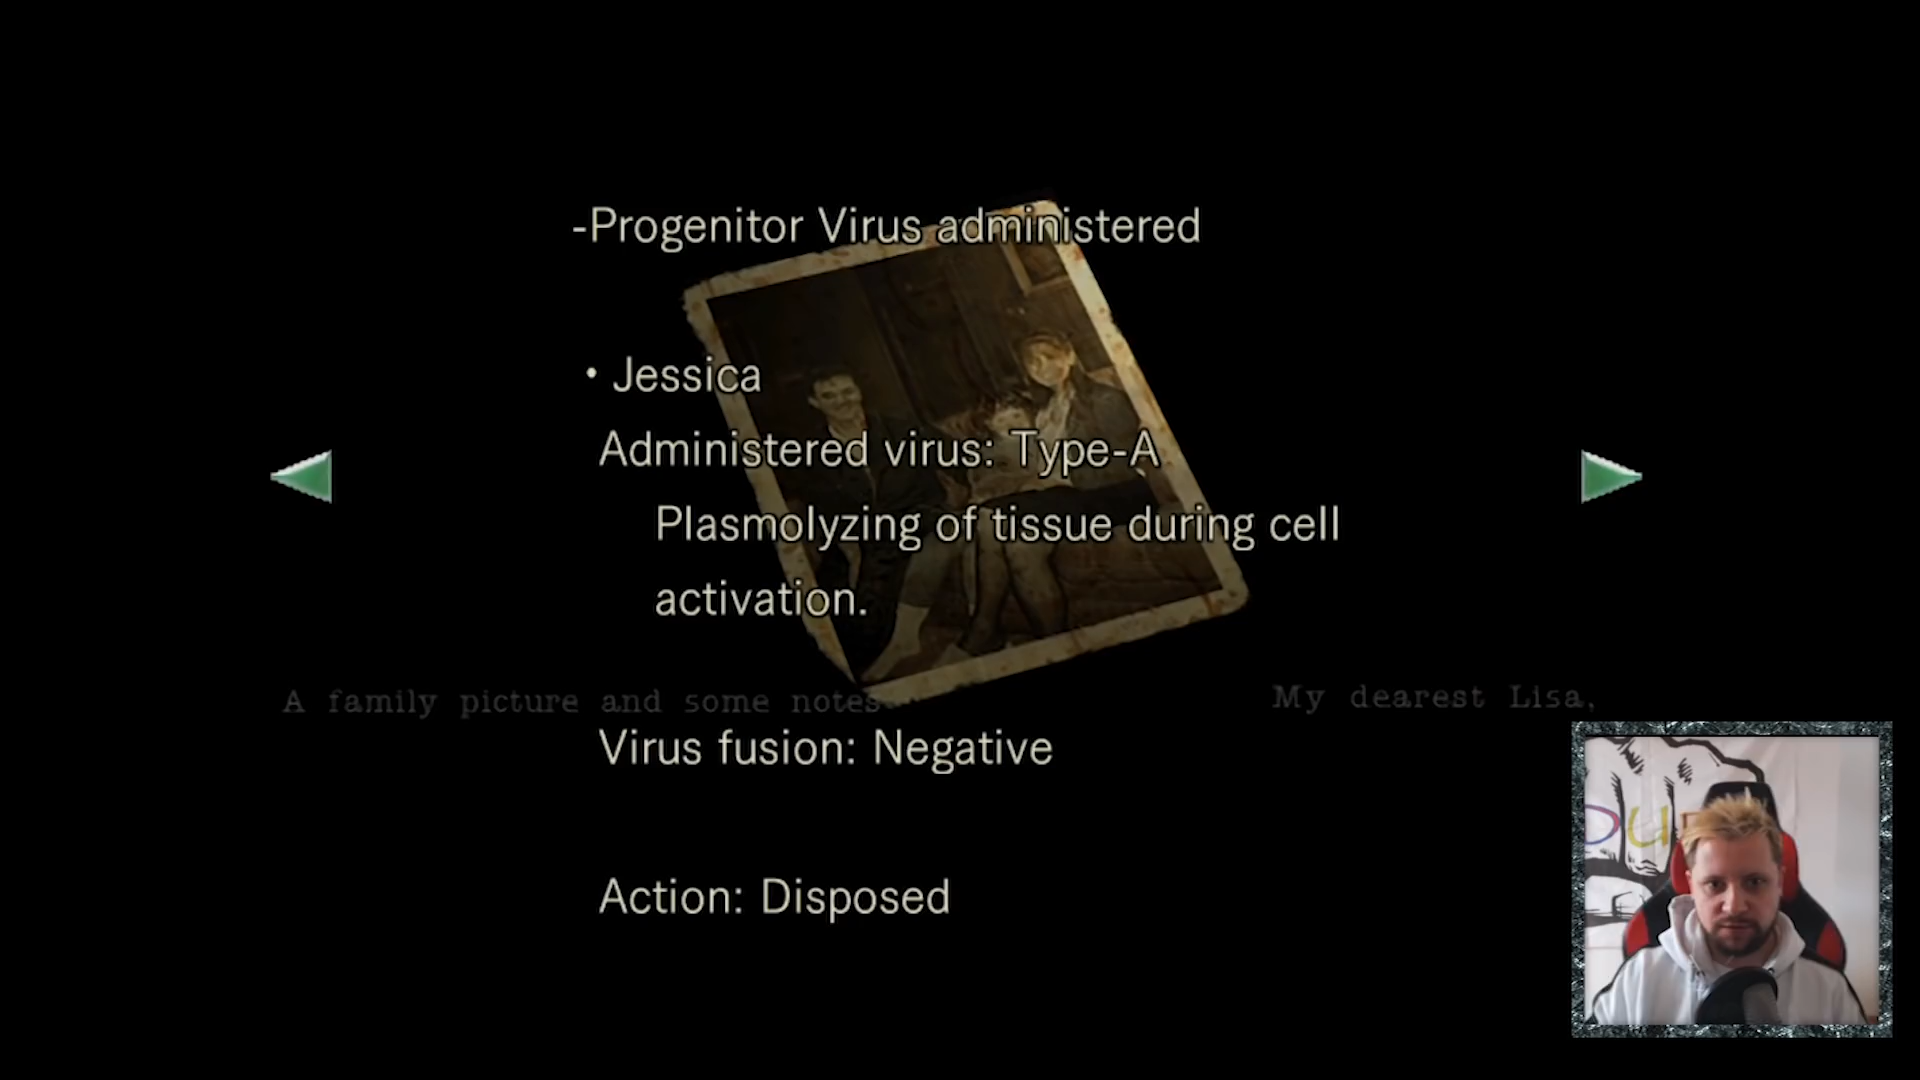 -Progenitor Virus administered
• Jessica
Administered virus: Type-A
Plasmolyzing of tissue during cell
activation.
A family picture and some notes
My dearest Lisa,
Virus fusion: Negative
Action: Disposed
ou